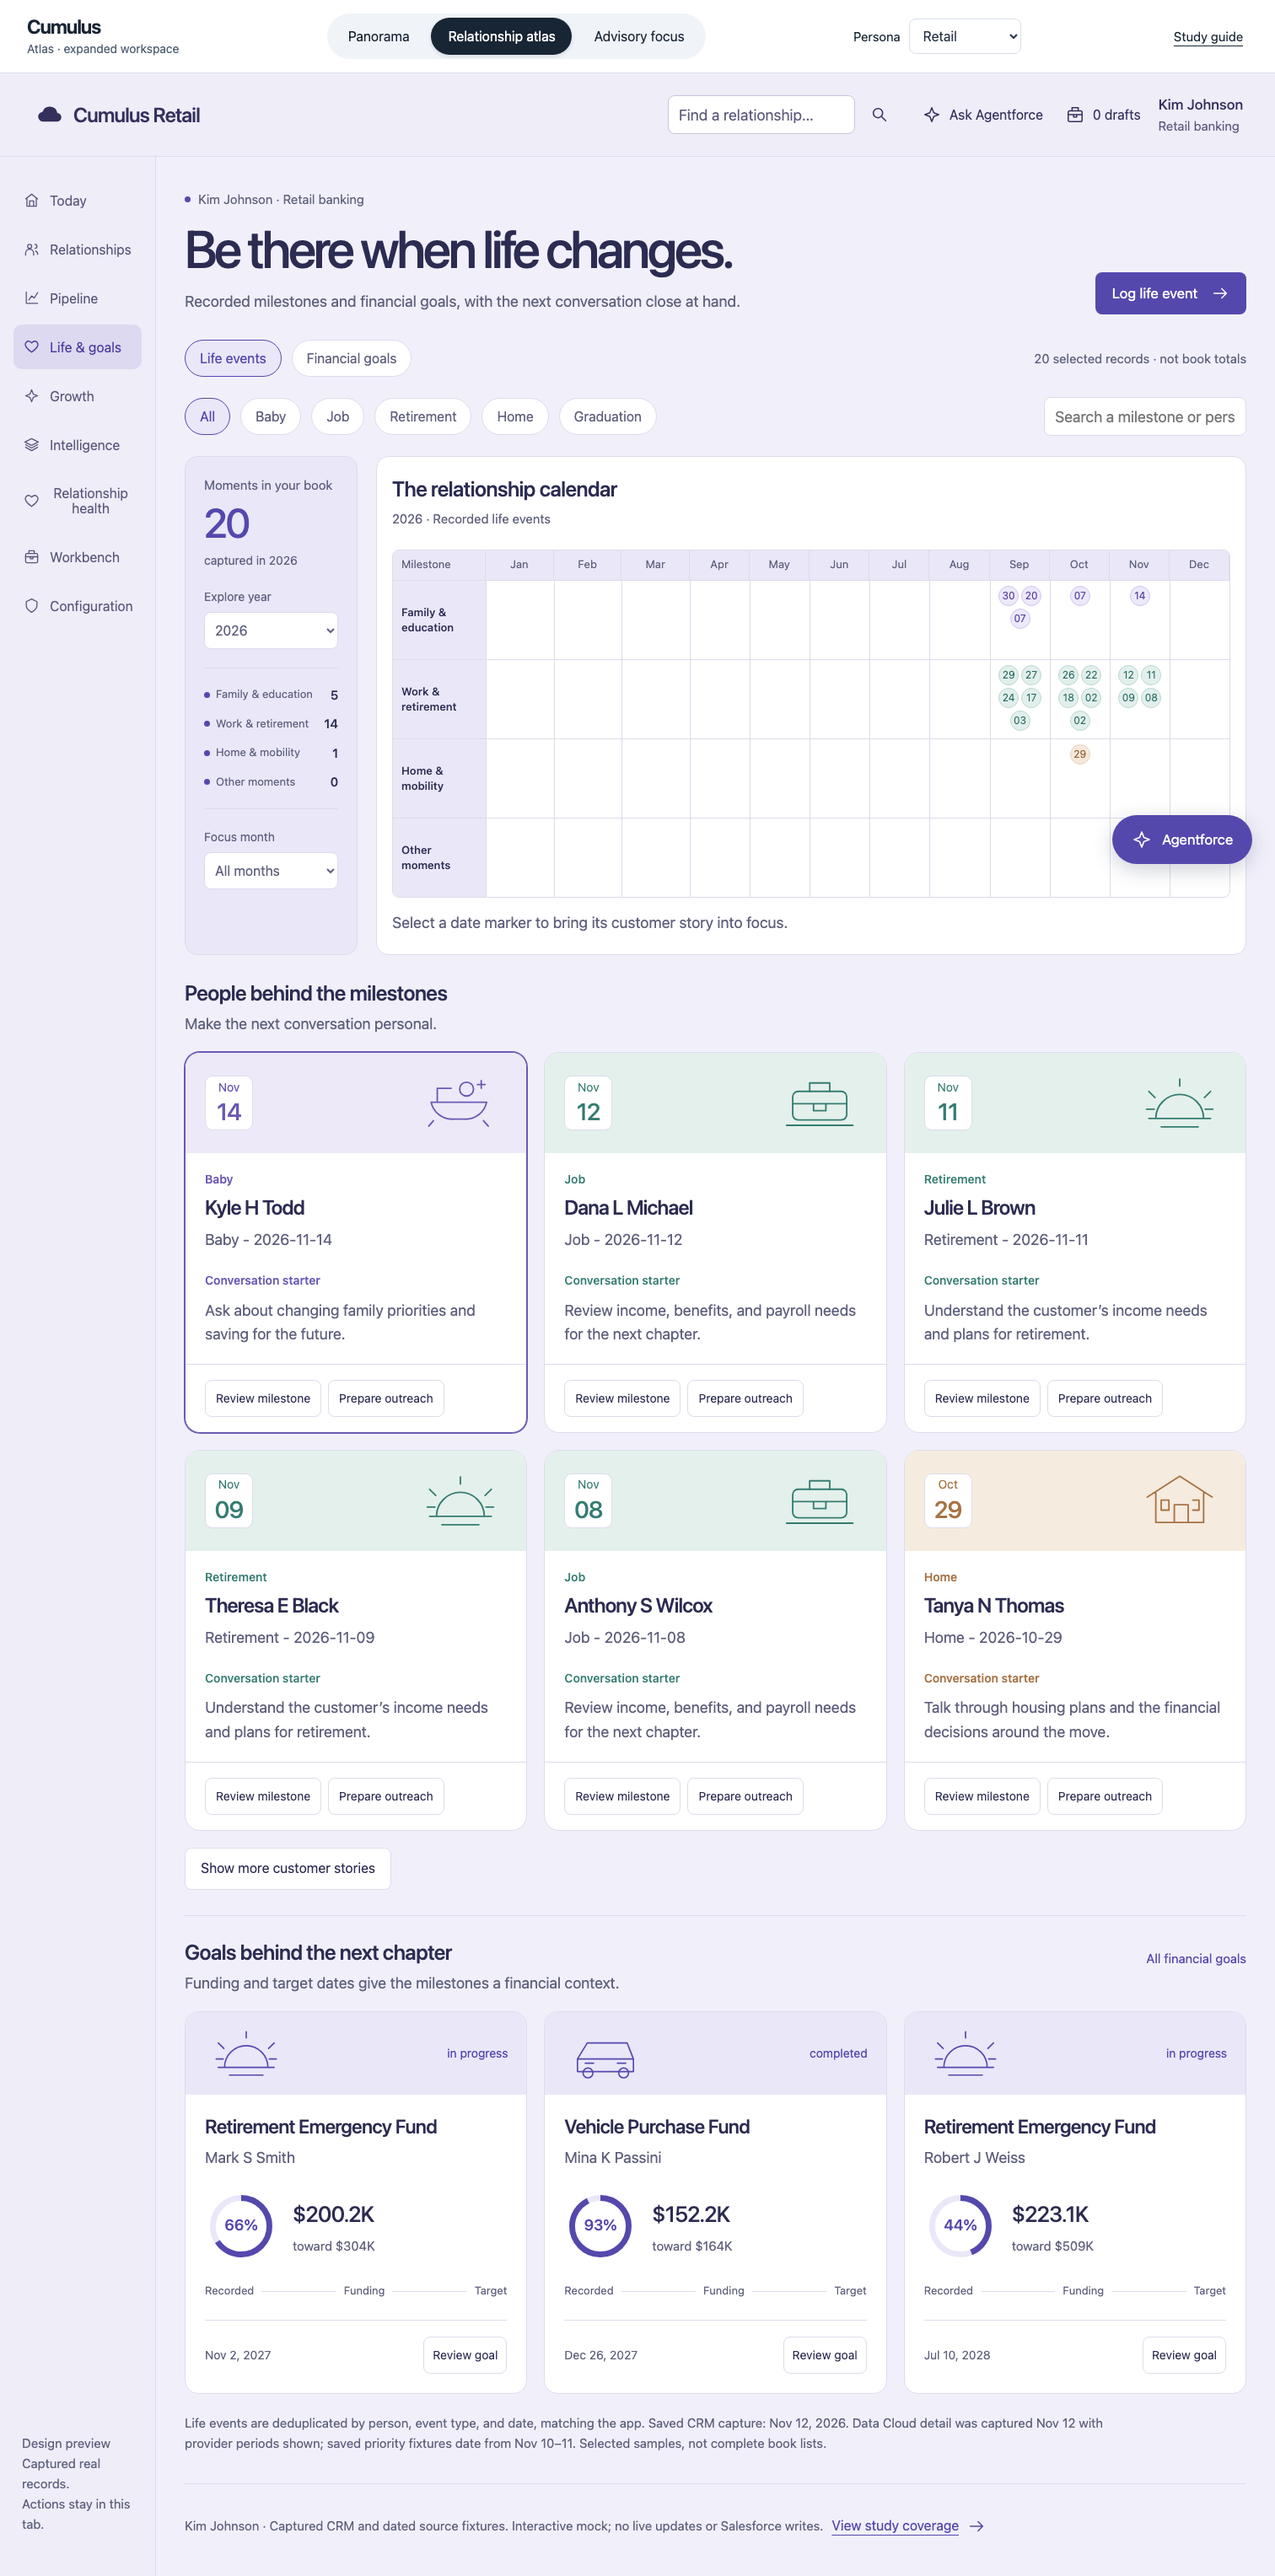 Cumulus
Atlas · expanded workspace
Panorama
Relationship atlas
Advisory focus
Persona
Retail
Study guide
Cumulus Retail
Find a relationship...
Ask Agentforce
0 drafts
Kim Johnson
Retail banking
Today
Relationships
Pipeline
Life & goals
Growth
Intelligence
Relationship
health
Workbench
Configuration
Kim Johnson · Retail banking
Be there when life changes.
Recorded milestones and financial goals, with the next conversation close at hand.
Log life event
Life events
Financial goals
20 selected records · not book totals
All
Baby
Job
Retirement
Home
Graduation
Search a milestone or pers
Moments in your book
20
captured in 2026
Explore year
2026
Family & education 5
Work & retirement 14
Home & mobility 1
Other moments 0
Focus month
All months
The relationship calendar
2026 · Recorded life events
Milestone Jan Feb Mar Apr May Jun Jul Aug Sep Oct Nov Dec
Family &
education
30 20 07 14
07
Work &
retirement
29 27 26 22 12 11
24 17 18 02 09 08
03 02
Home &
mobility
29
Other
moments
Agentforce
Select a date marker to bring its customer story into focus.
People behind the milestones
Make the next conversation personal.
Nov
14
Baby
Kyle H Todd
Baby - 2026-11-14
Conversation starter
Ask about changing family priorities and
saving for the future.
Review milestone
Prepare outreach
Nov
12
Job
Dana L Michael
Job - 2026-11-12
Conversation starter
Review income, benefits, and payroll needs
for the next chapter.
Review milestone
Prepare outreach
Nov
11
Retirement
Julie L Brown
Retirement - 2026-11-11
Conversation starter
Understand the customer’s income needs
and plans for retirement.
Review milestone
Prepare outreach
Nov
09
Retirement
Theresa E Black
Retirement - 2026-11-09
Conversation starter
Understand the customer’s income needs
and plans for retirement.
Review milestone
Prepare outreach
Nov
08
Job
Anthony S Wilcox
Job - 2026-11-08
Conversation starter
Review income, benefits, and payroll needs
for the next chapter.
Review milestone
Prepare outreach
Oct
29
Home
Tanya N Thomas
Home - 2026-10-29
Conversation starter
Talk through housing plans and the financial
decisions around the move.
Review milestone
Prepare outreach
Show more customer stories
Goals behind the next chapter
Funding and target dates give the milestones a financial context.
All financial goals
in progress
Retirement Emergency Fund
Mark S Smith
66%
$200.2K
toward $304K
Recorded Funding Target
Nov 2, 2027
Review goal
completed
Vehicle Purchase Fund
Mina K Passini
93%
$152.2K
toward $164K
Recorded Funding Target
Dec 26, 2027
Review goal
in progress
Retirement Emergency Fund
Robert J Weiss
44%
$223.1K
toward $509K
Recorded Funding Target
Jul 10, 2028
Review goal
Life events are deduplicated by person, event type, and date, matching the app. Saved CRM capture: Nov 12, 2026. Data Cloud detail was captured Nov 12 with
provider periods shown; saved priority fixtures date from Nov 10–11. Selected samples, not complete book lists.
Design preview
Captured real
records.
Actions stay in this
tab.
Kim Johnson · Captured CRM and dated source fixtures. Interactive mock; no live updates or Salesforce writes. View study coverage